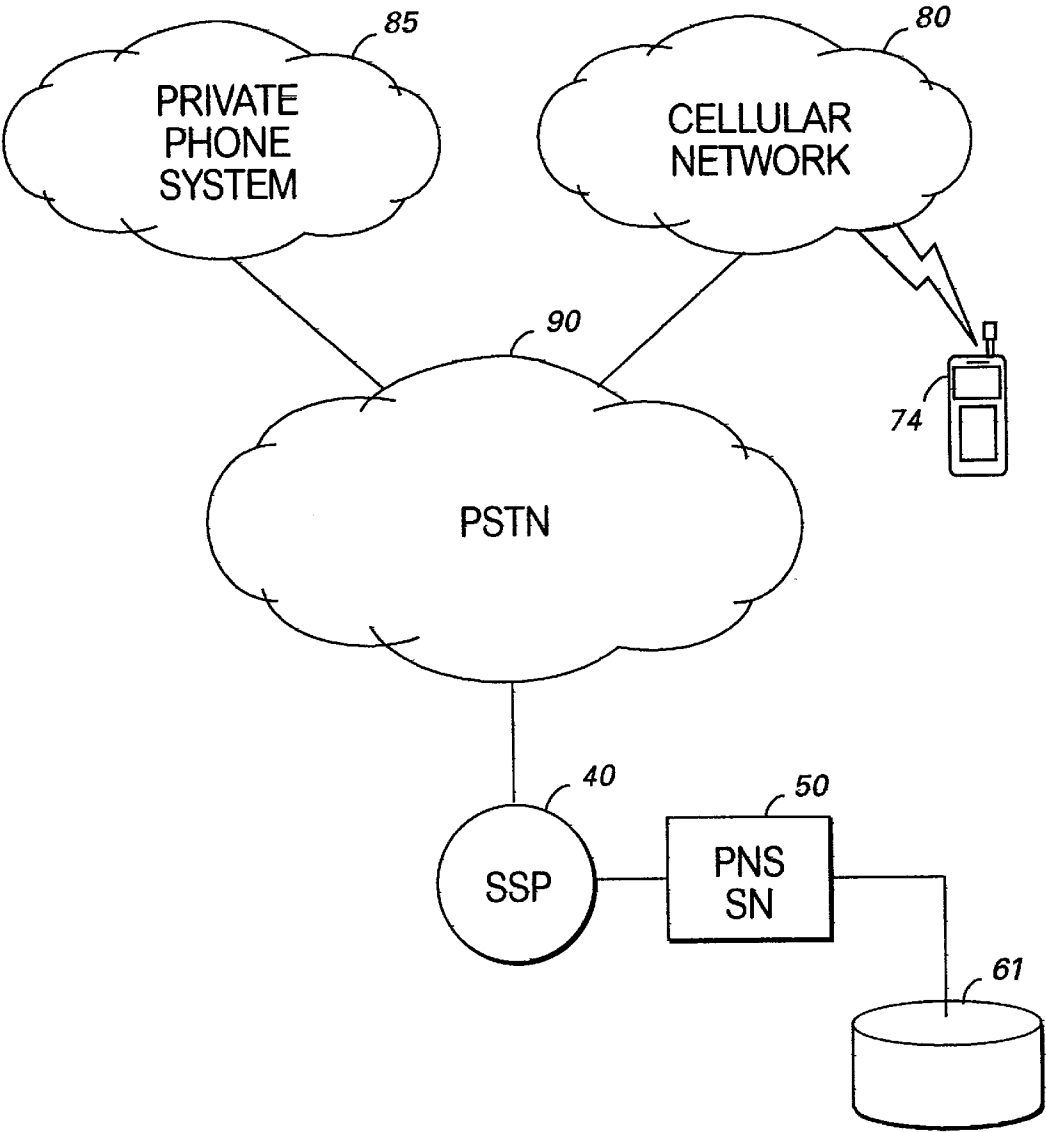 85
PRIVATE
PHONE
SYSTEM
80
CELLULAR
NETWORK
90
74
PSTN
40
SSP
50
PNS
SN
61